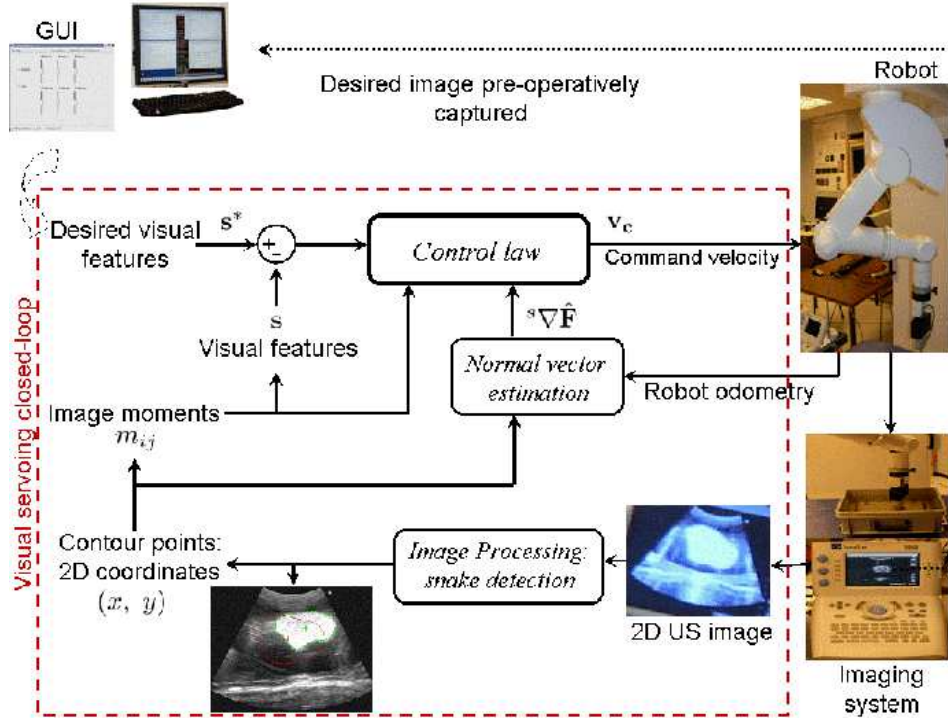 GUI
Desired image pre-operatively
captured
Robot
Desired visual
features
s*
+
−
Control law
v_c
Command velocity
s
Visual features
ˢ∇F̂
Normal vector
estimation
Robot odometry
Image moments
m_{ij}
Visual servoing closed-loop
Contour points:
2D coordinates
(x, y)
Image Processing:
snake detection
2D US image
Imaging
system